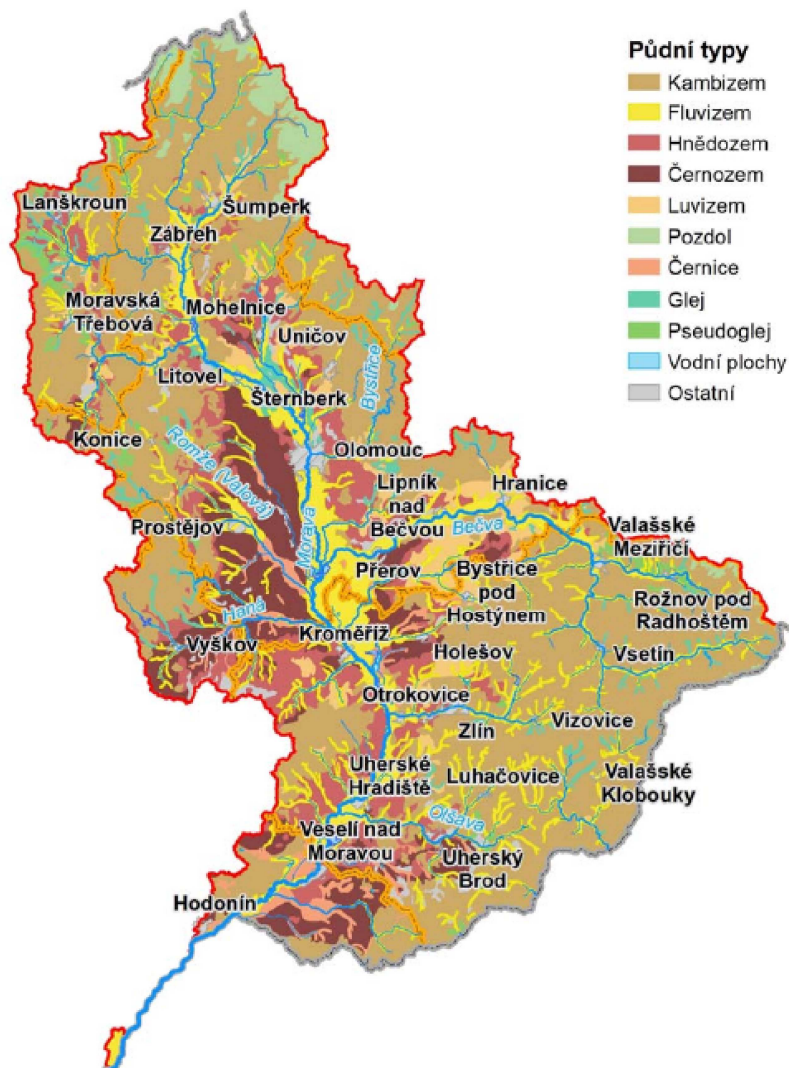 Půdní typy
Kambizem
Fluvizem
Hnědozem
Černozem
Luvizem
Pozdol
Černice
Glej
Pseudoglej
Vodní plochy
Ostatní
Lanškroun
Šumperk
Zábřeh
Moravská
Třebová
Mohelnice
Uničov
Litovel
Šternberk
Bystřice
Konice
Romže (Valová)
Olomouc
Lipník
nad
Bečvou
Hranice
Prostějov
Morava
Bečva
Valašské
Meziříčí
Přerov
Bystřice
pod
Hostýnem
Rožnov pod
Radhoštěm
Haná
Kroměříž
Vyškov
Holešov
Vsetín
Otrokovice
Zlín
Vizovice
Uherské
Hradiště
Luhačovice
Valašské
Klobouky
Olšava
Veselí nad
Moravou
Uherský
Brod
Hodonín